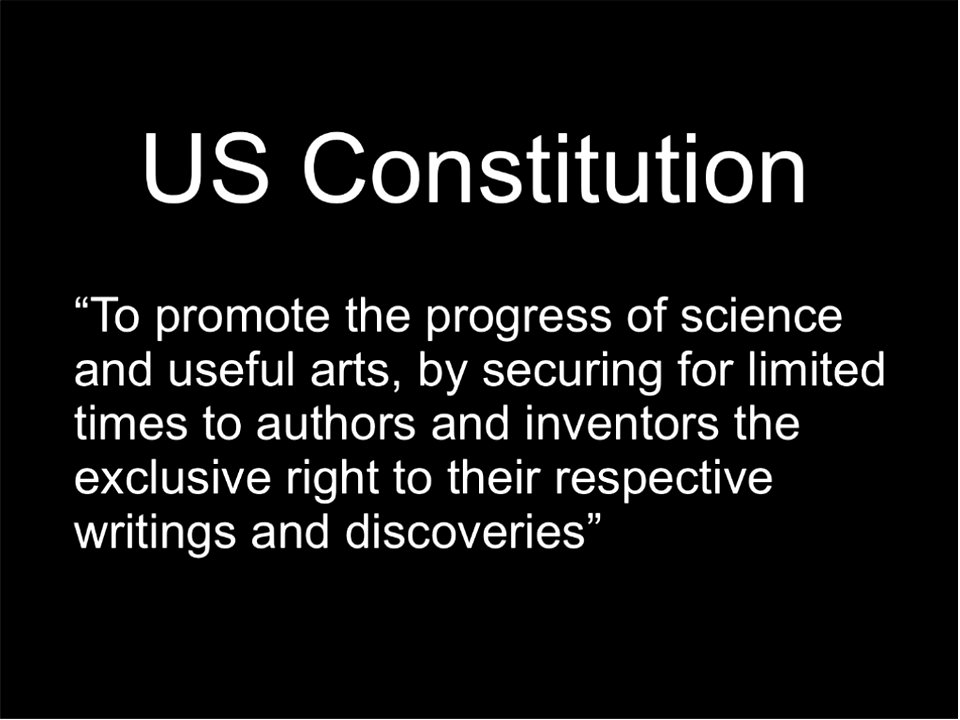 US Constitution
“To promote the progress of science
and useful arts, by securing for limited
times to authors and inventors the
exclusive right to their respective
writings and discoveries”